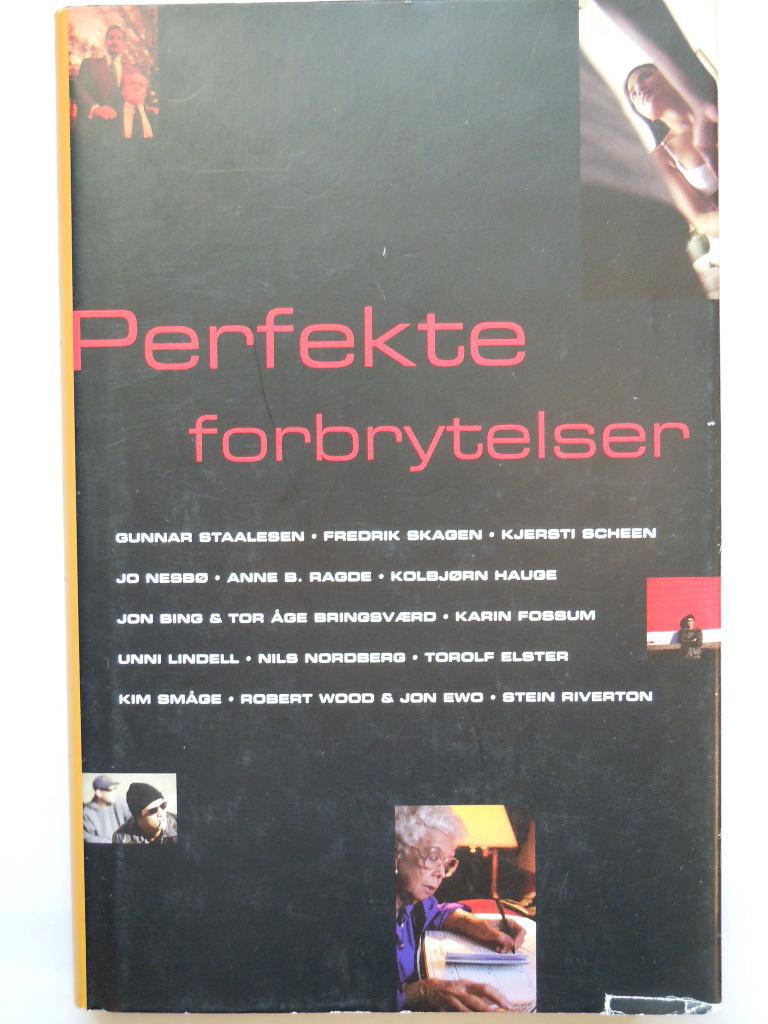 Perfekte
forbrytelser
GUNNAR STAALESEN • FREDRIK SKAGEN • KJERSTI SCHEEN
JO NESBØ • ANNE B. RAGDE • KOLBJØRN HAUGE
JON BING & TOR ÅGE BRINGSVÆRD • KARIN FOSSUM
UNNI LINDELL • NILS NORDBERG • TOROLF ELSTER
KIM SMÅGE • ROBERT WOOD & JON EWO • STEIN RIVERTON